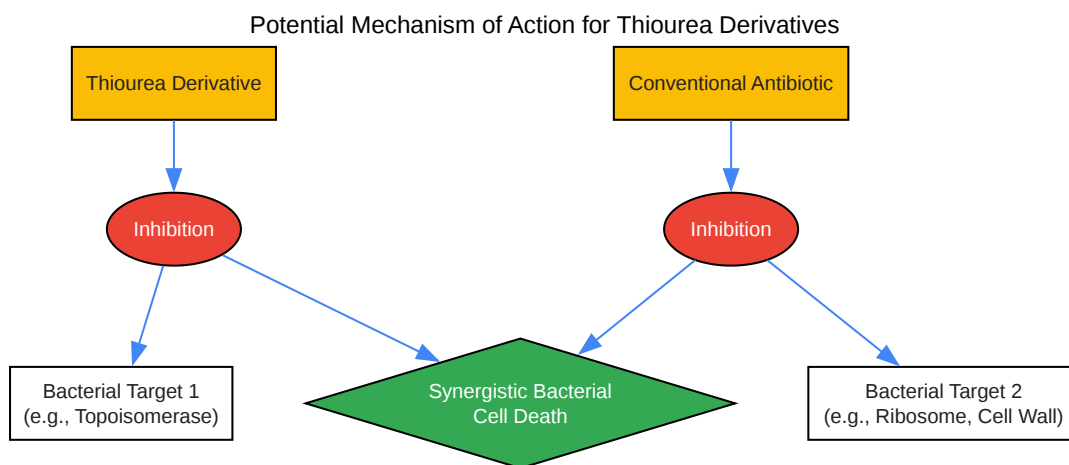 Potential Mechanism of Action for Thiourea Derivatives
Thiourea Derivative
Conventional Antibiotic
Inhibition
Inhibition
Bacterial Target 1
(e.g., Topoisomerase)
Synergistic Bacterial
Cell Death
Bacterial Target 2
(e.g., Ribosome, Cell Wall)